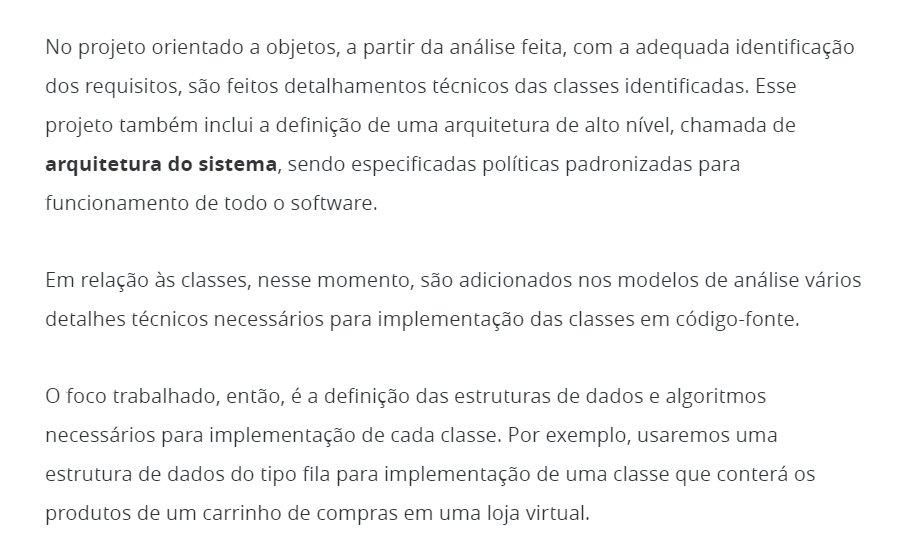 No projeto orientado a objetos, a partir da análise feita, com a adequada identificação
dos requisitos, são feitos detalhamentos técnicos das classes identificadas. Esse
projeto também inclui a definição de uma arquitetura de alto nível, chamada de
arquitetura do sistema, sendo especificadas políticas padronizadas para
funcionamento de todo o software.
Em relação às classes, nesse momento, são adicionados nos modelos de análise vários
detalhes técnicos necessários para implementação das classes em código-fonte.
O foco trabalhado, então, é a definição das estruturas de dados e algoritmos
necessários para implementação de cada classe. Por exemplo, usaremos uma
estrutura de dados do tipo fila para implementação de uma classe que conterá os
produtos de um carrinho de compras em uma loja virtual.